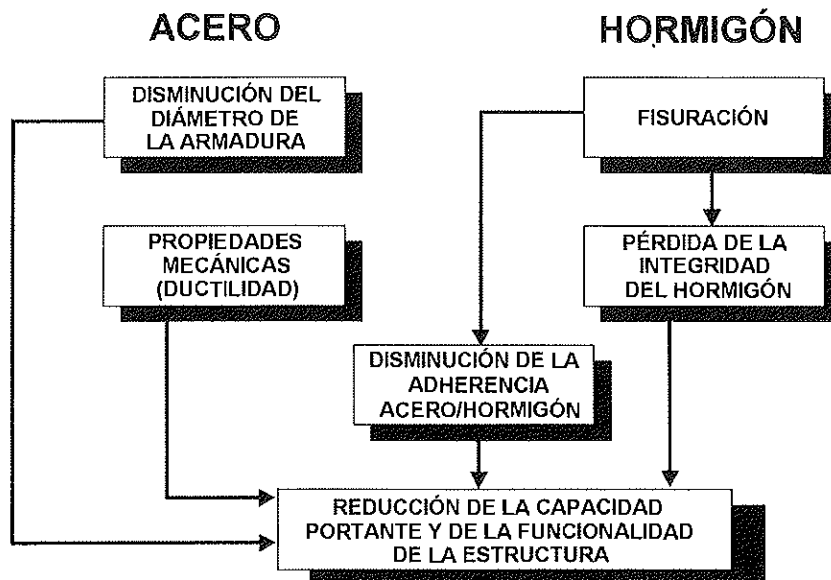 ACERO
HORMIGÓN
DISMINUCIÓN DEL
DIÁMETRO DE
LA ARMADURA
FISURACIÓN
PROPIEDADES
MECÁNICAS
(DUCTILIDAD)
PÉRDIDA DE LA
INTEGRIDAD
DEL HORMIGÓN
DISMINUCIÓN DE LA
ADHERENCIA
ACERO/HORMIGÓN
REDUCCIÓN DE LA CAPACIDAD
PORTANTE Y DE LA FUNCIONALIDAD
DE LA ESTRUCTURA